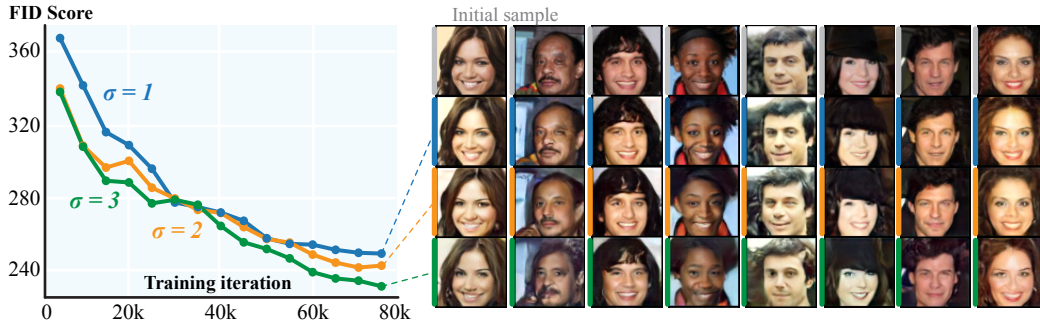 FID Score
Initial sample
360
320
280
240
σ = 1
σ = 3
σ = 2
Training iteration
0 20k 40k 60k 80k